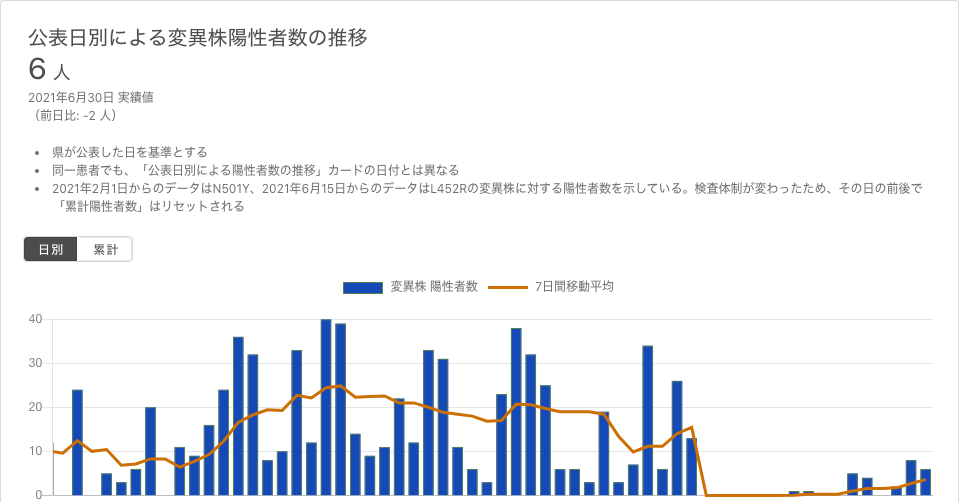 公表日別による変異株陽性者数の推移
6 人
2021年6月30日 実績値
（前日比: -2 人）
• 県が公表した日を基準とする
• 同一患者でも、「公表日別による陽性者数の推移」カードの日付とは異なる
• 2021年2月1日からのデータはN501Y、2021年6月15日からのデータはL452Rの変異株に対する陽性者数を示している。検査体制が変わったため、その日の前後で
「累計陽性者数」はリセットされる
日別 累計
変異株 陽性者数 7日間移動平均
40
30
20
10
0